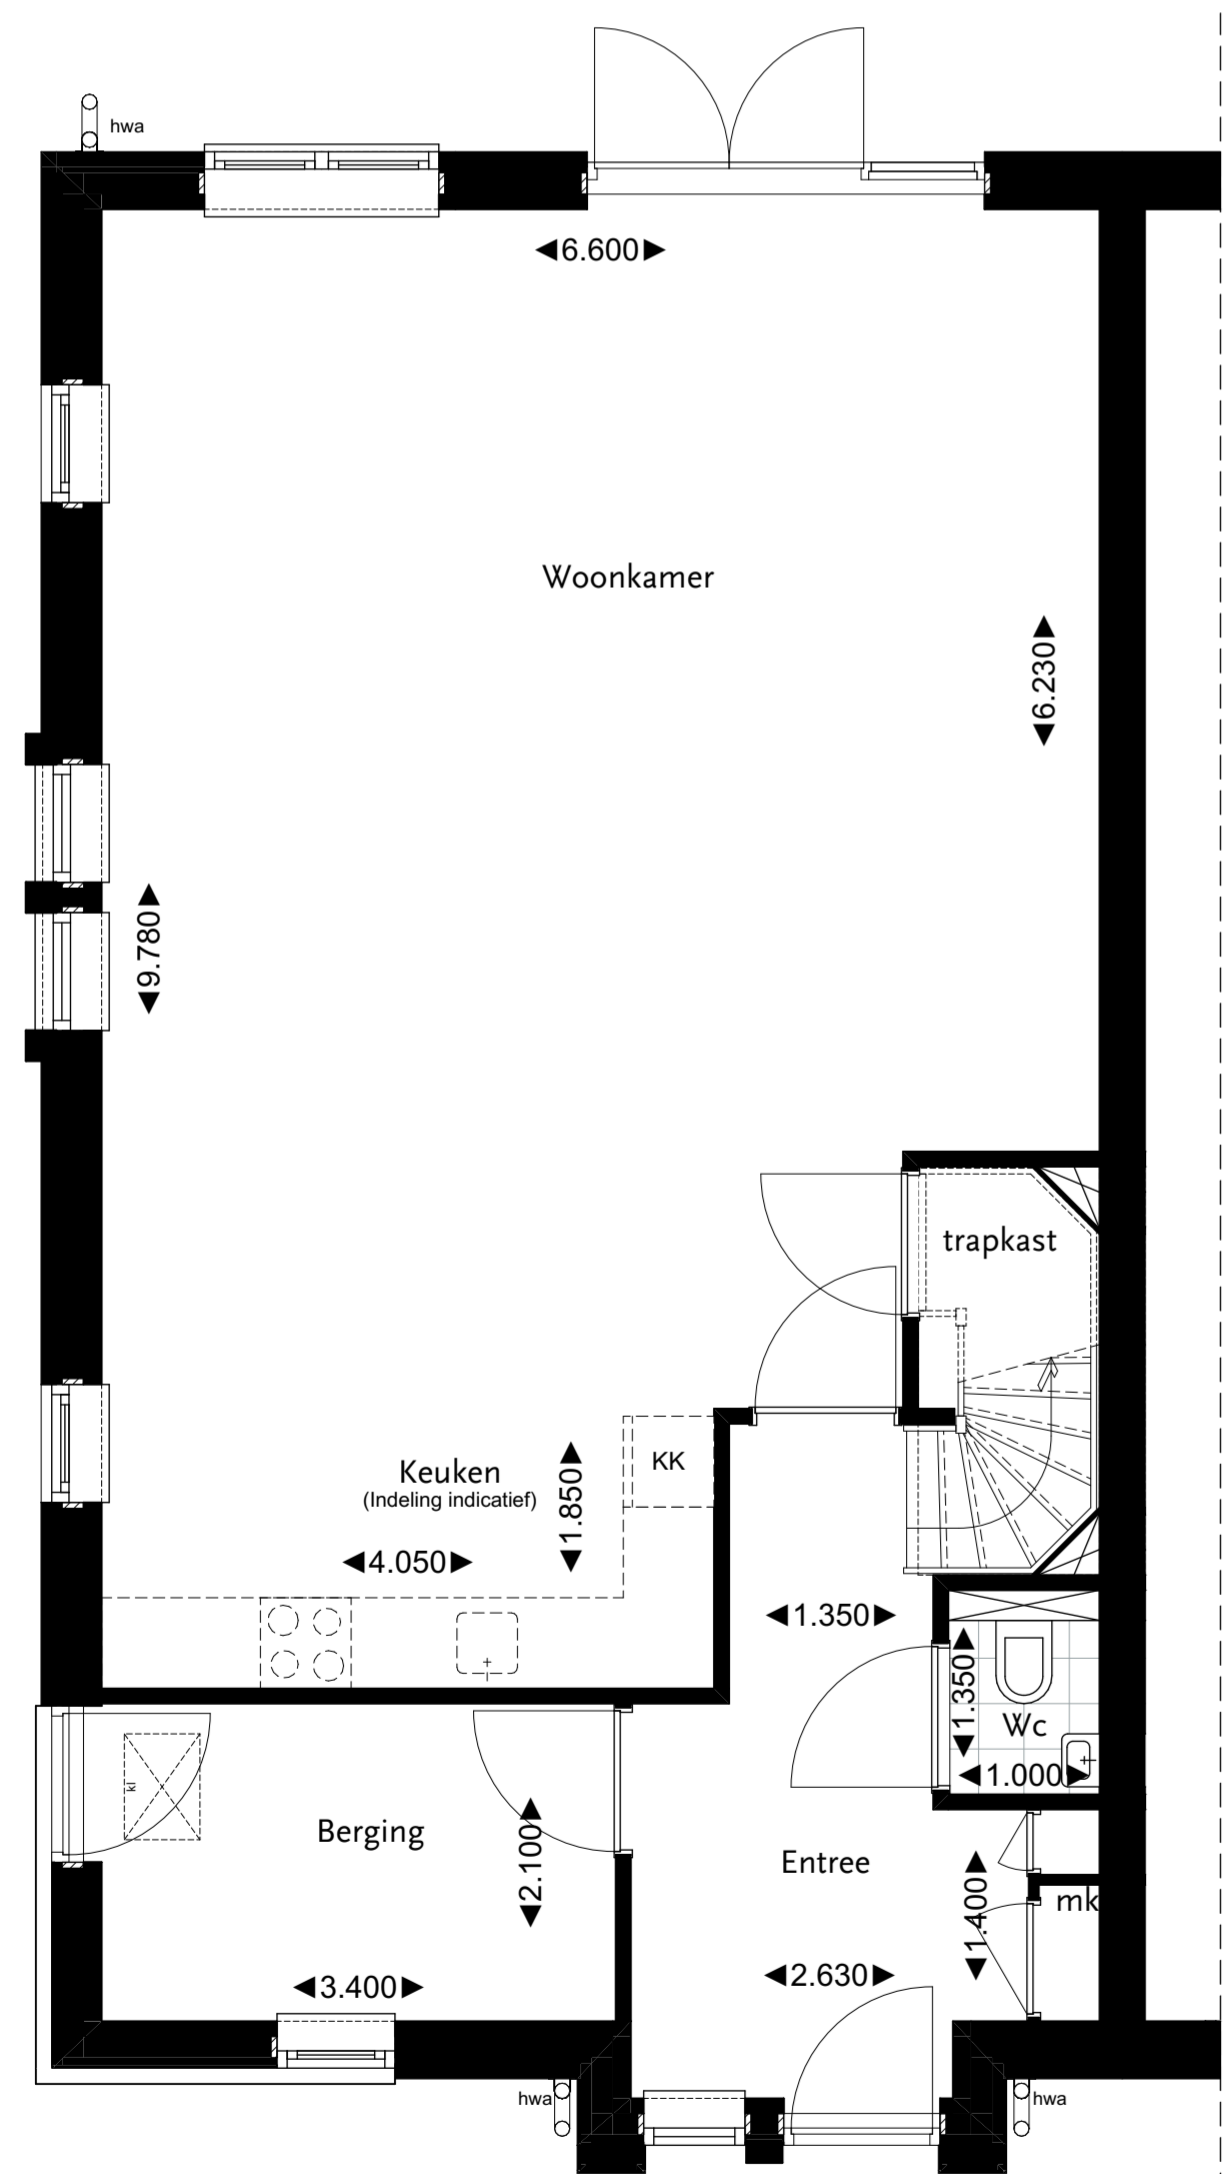 hwa
◀6.600▶
Woonkamer
◀6.230▶
◀9.780▶
trapkast
Keuken
(Indeling indicatief)
KK
◀1.850▶
◀4.050▶
◀1.350▶
◀1.350▶
Wc
◀1.000▶
kl
Berging
◀2.100▶
Entree
◀1.400▶
mk
◀3.400▶
◀2.630▶
hwa
hwa